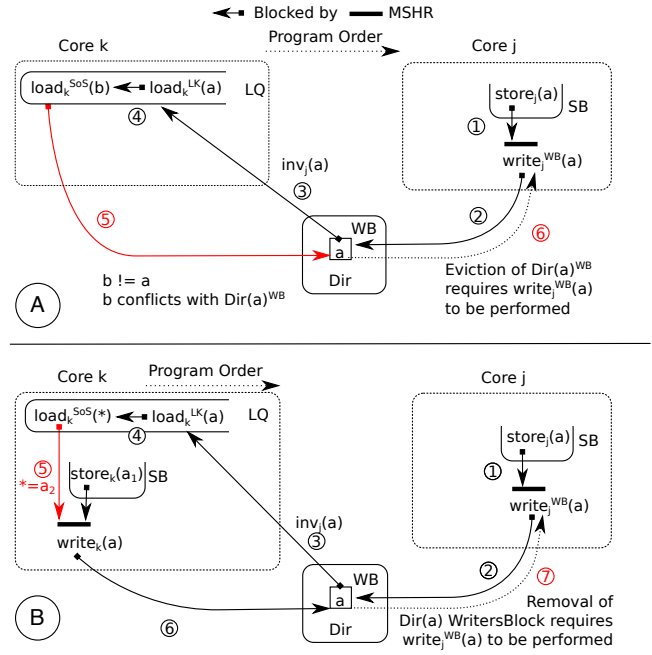 Blocked by MSHR
Core k
Program Order
Core j
load_k^SoS(b) load_k^LK(a) LQ
④
store_j(a)
SB
①
write_j^WB(a)
inv_j(a)
③
②
⑤
WB
⑥
a
Dir
b != a
b conflicts with Dir(a)^WB
Eviction of Dir(a)^WB
requires write_j^WB(a)
to be performed
A
Core k
Program Order
Core j
load_k^SoS(*) load_k^LK(a) LQ
④
store_j(a)
SB
⑤
*=a₂
store_k(a₁) SB
①
write_j^WB(a)
write_k(a)
inv_j(a)
③
②
⑦
WB
a
Dir
⑥
Removal of
Dir(a) WritersBlock requires
write_j^WB(a) to be performed
B